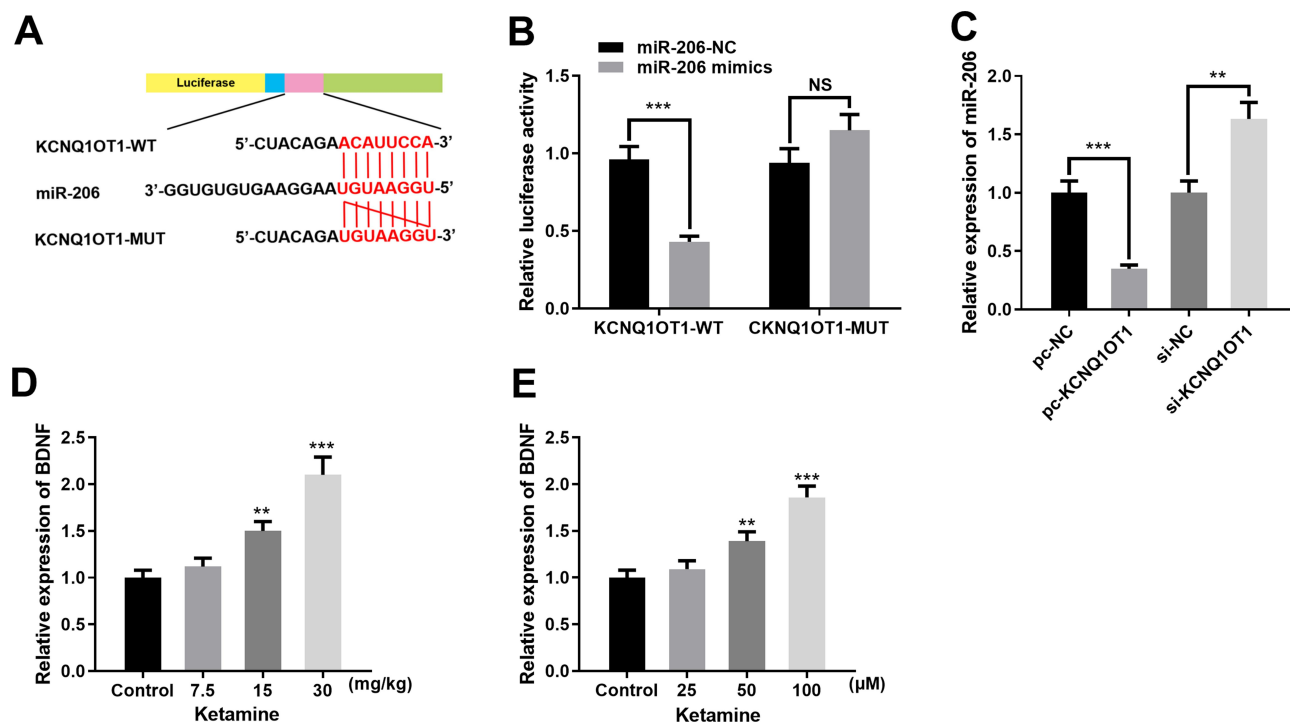 A
Luciferase
KCNQ1OT1-WT 5’-CUACAGAACAUUCCA-3’
miR-206 3’-GGUGUGUGAAGGAAUGUAAGGU-5’
KCNQ1OT1-MUT 5’-CUACAGAUGUAAGGU-3’
B
miR-206-NC
miR-206 mimics
Relative luciferase activity
1.5
1.0
0.5
0.0
***
NS
KCNQ1OT1-WT CKNQ1OT1-MUT
C
Relative expression of miR-206
2.0
1.5
1.0
0.5
0.0
***
**
pc-NC
pc-KCNQ1OT1
si-NC
si-KCNQ1OT1
D
Relative expression of BDNF
2.5
2.0
1.5
1.0
0.5
0.0
**
***
Control 7.5 15 30 (mg/kg)
Ketamine
E
Relative expression of BDNF
2.5
2.0
1.5
1.0
0.5
0.0
**
***
Control 25 50 100 (μM)
Ketamine